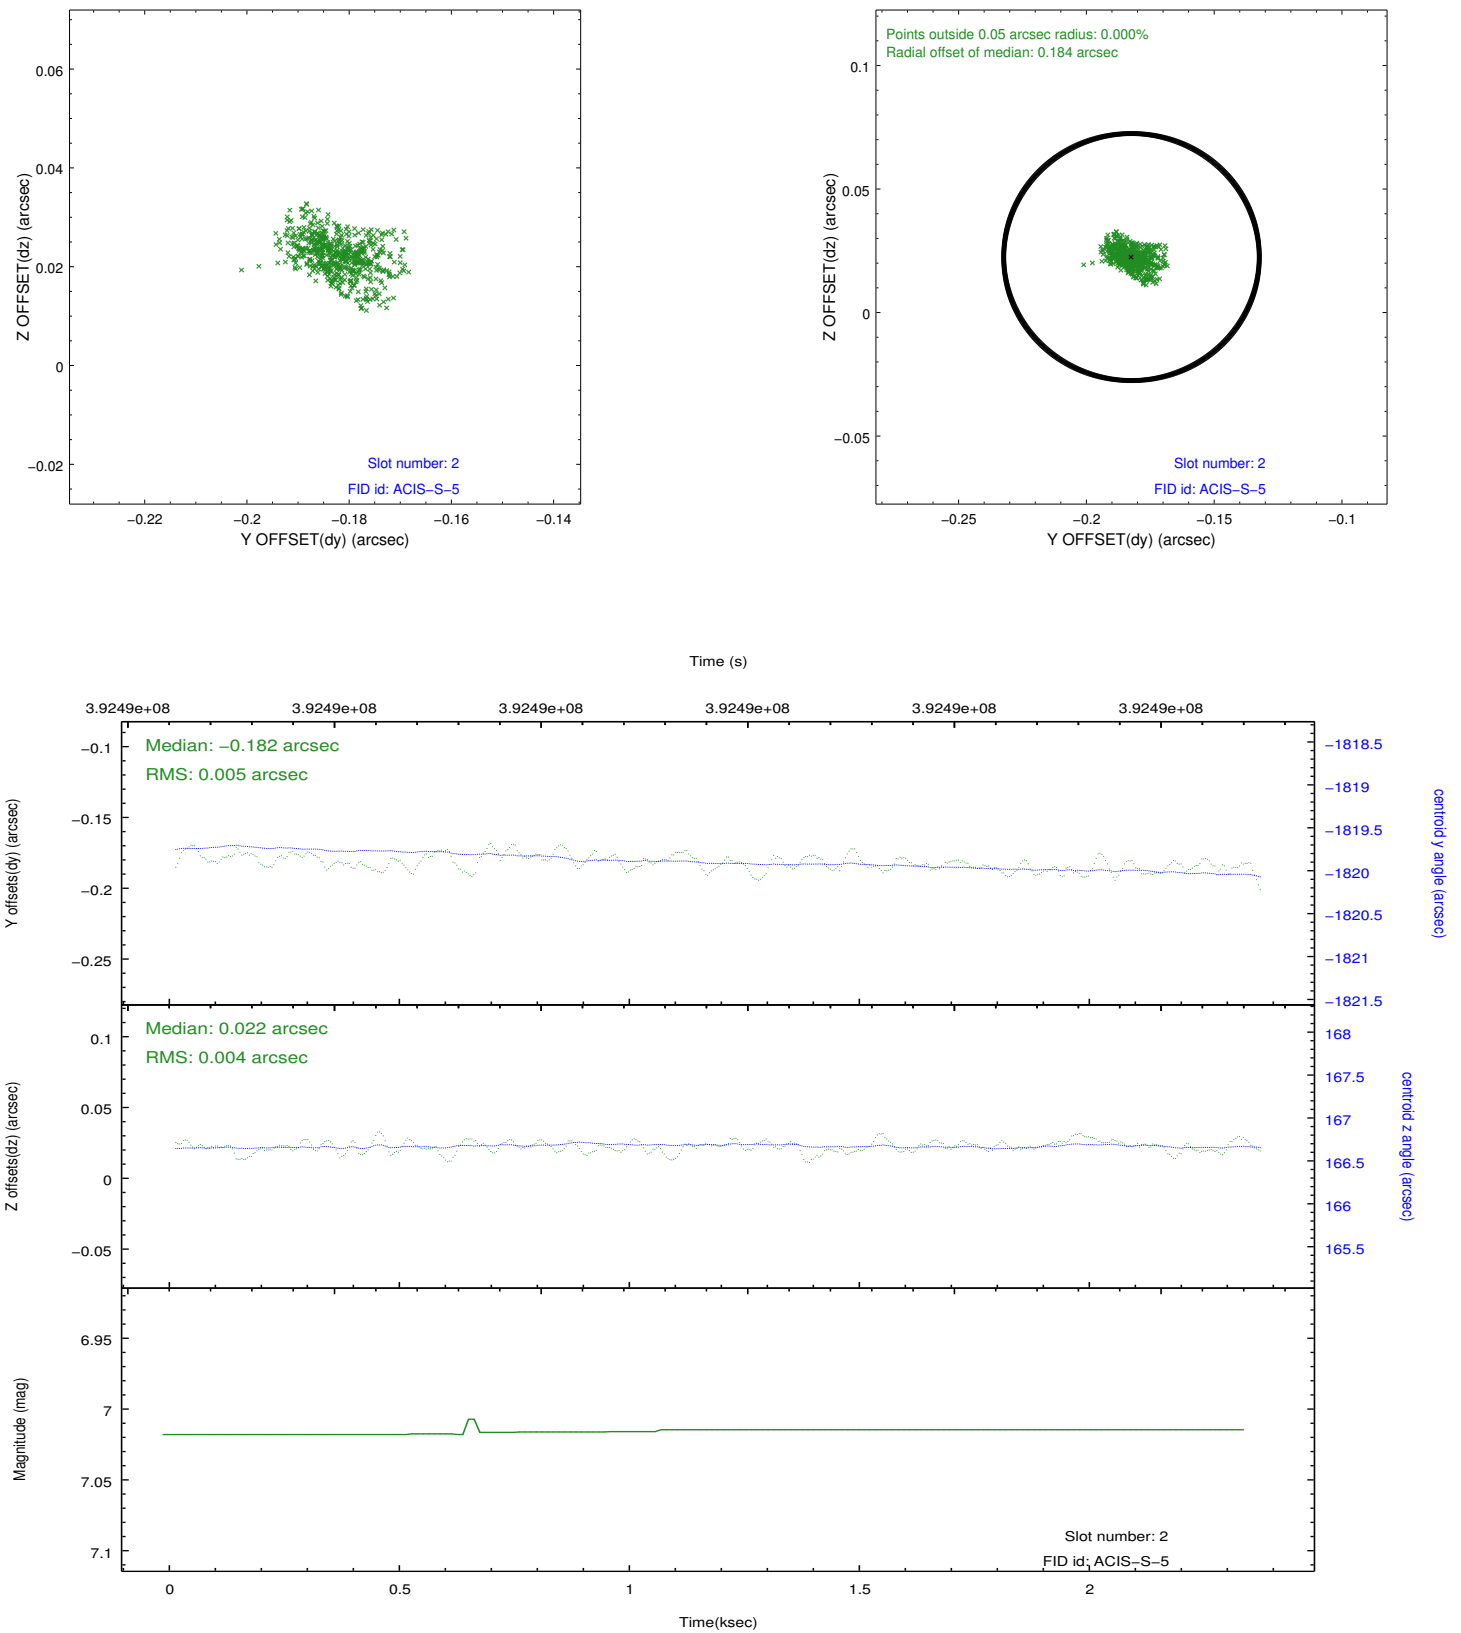 0.06
0.04
0.02
0
−0.02
Z OFFSET(dz) (arcsec)
Slot number: 2
FID id: ACIS−S−5
−0.22
−0.2
−0.18
−0.16
−0.14
Y OFFSET(dy) (arcsec)
Points outside 0.05 arcsec radius: 0.000%
Radial offset of median: 0.184 arcsec
0.1
0.05
0
−0.05
Z OFFSET(dz) (arcsec)
Slot number: 2
FID id: ACIS−S−5
−0.25
−0.2
−0.15
−0.1
Y OFFSET(dy) (arcsec)
Time (s)
3.9249e+08
3.9249e+08
3.9249e+08
3.9249e+08
3.9249e+08
3.9249e+08
Median: −0.182 arcsec
RMS: 0.005 arcsec
−0.1
−0.15
−0.2
−0.25
Y offsets(dy) (arcsec)
−1818.5
−1819
−1819.5
−1820
−1820.5
−1821
−1821.5
centroid y angle (arcsec)
Median: 0.022 arcsec
RMS: 0.004 arcsec
0.1
0.05
0
−0.05
Z offsets(dz) (arcsec)
168
167.5
167
166.5
166
165.5
centroid z angle (arcsec)
6.95
7
7.05
7.1
Magnitude (mag)
Slot number: 2
FID id: ACIS−S−5
0
0.5
1
1.5
2
Time(ksec)